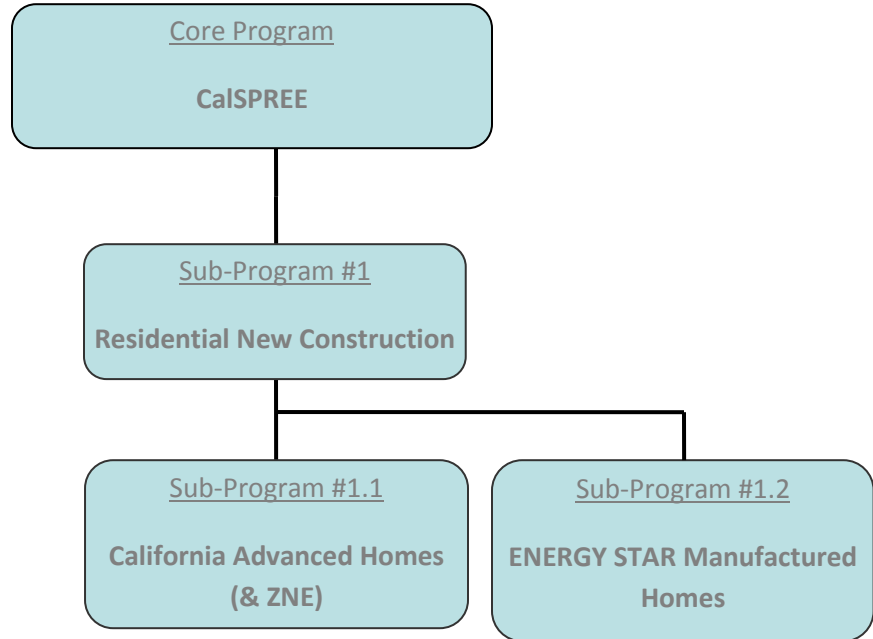 Core Program
CalSPREE
Sub-Program #1
Residential New Construction
Sub-Program #1.1
California Advanced Homes
(& ZNE)
Sub-Program #1.2
ENERGY STAR Manufactured
Homes